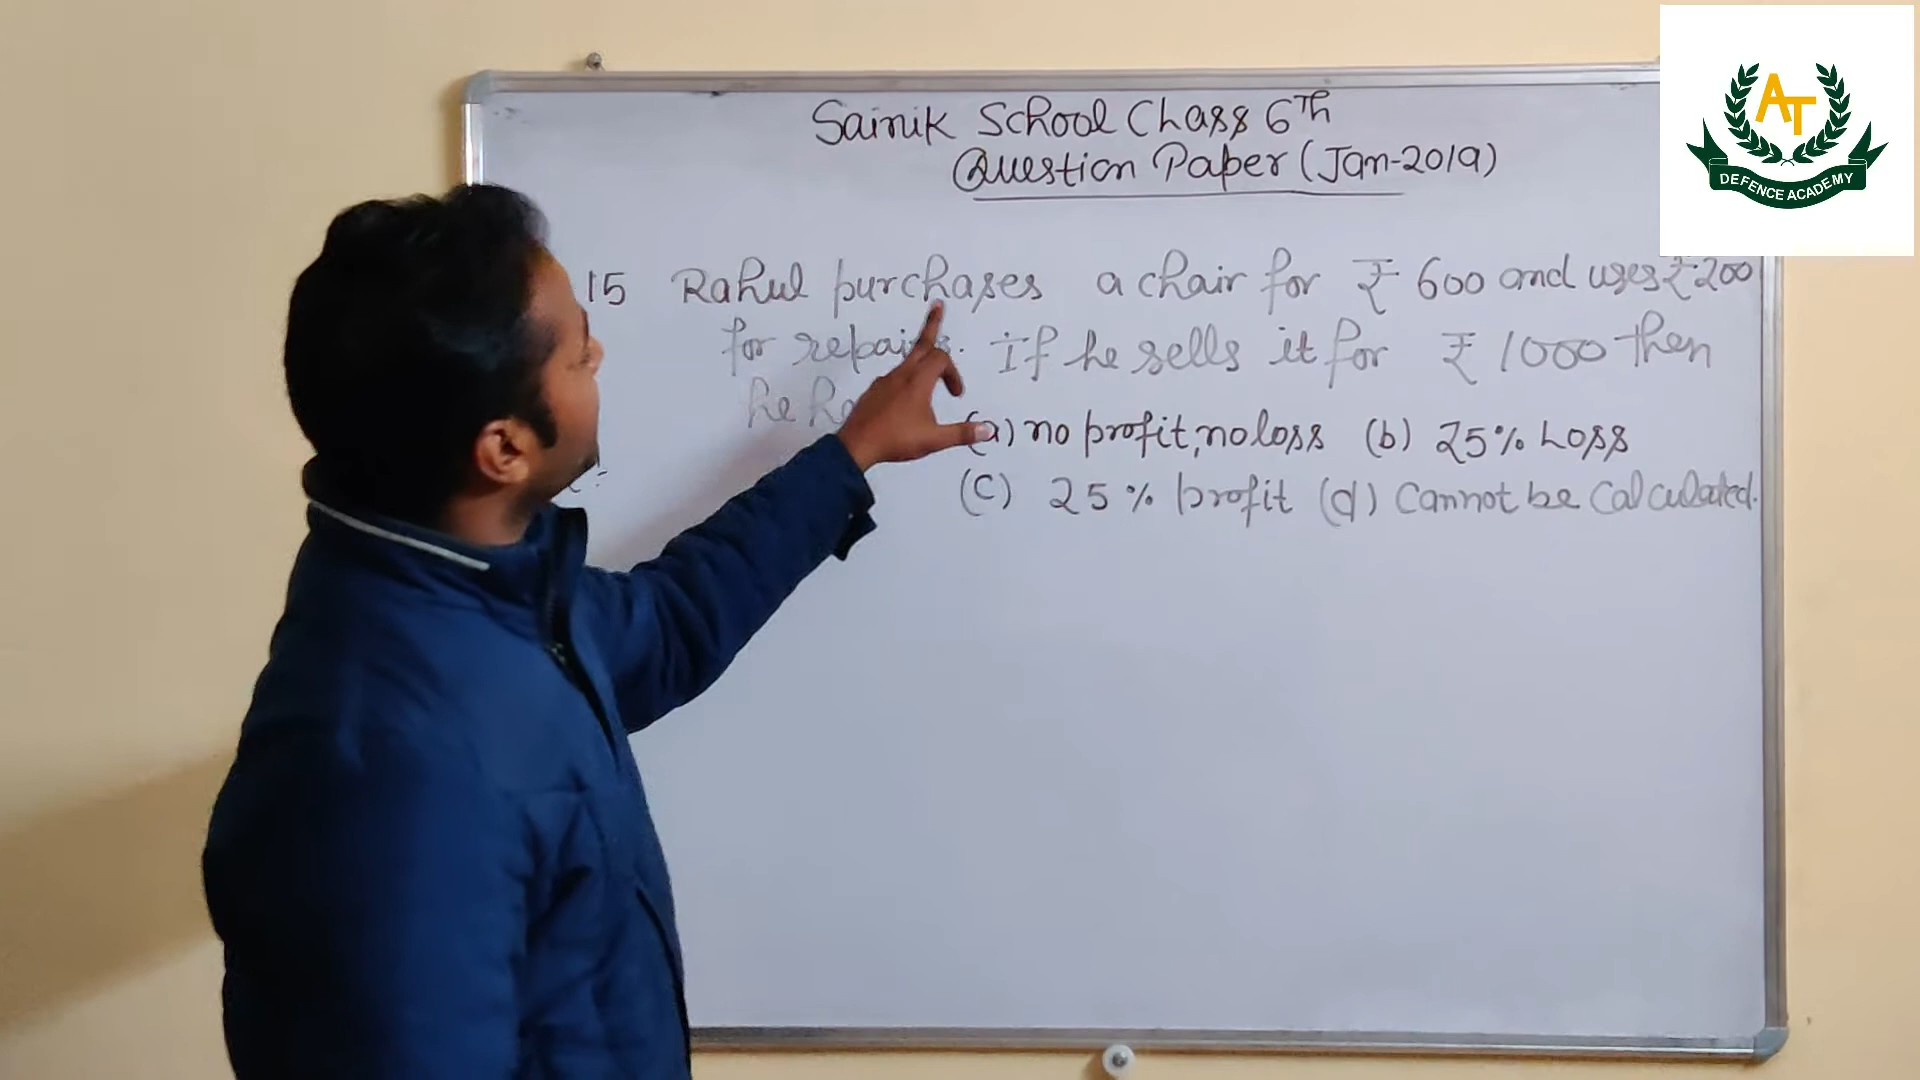 Sainik School Class 6Th
Question Paper (Jan-2019)
15 Rahul purchases a chair for ₹ 600 and uses ₹ 200
for repairs. If he sells it for ₹ 1000 then
he ha
(a) no profit, no loss (b) 25% Loss
(c) 25% profit (d) Cannot be Calculated.
AT
DEFENCE ACADEMY